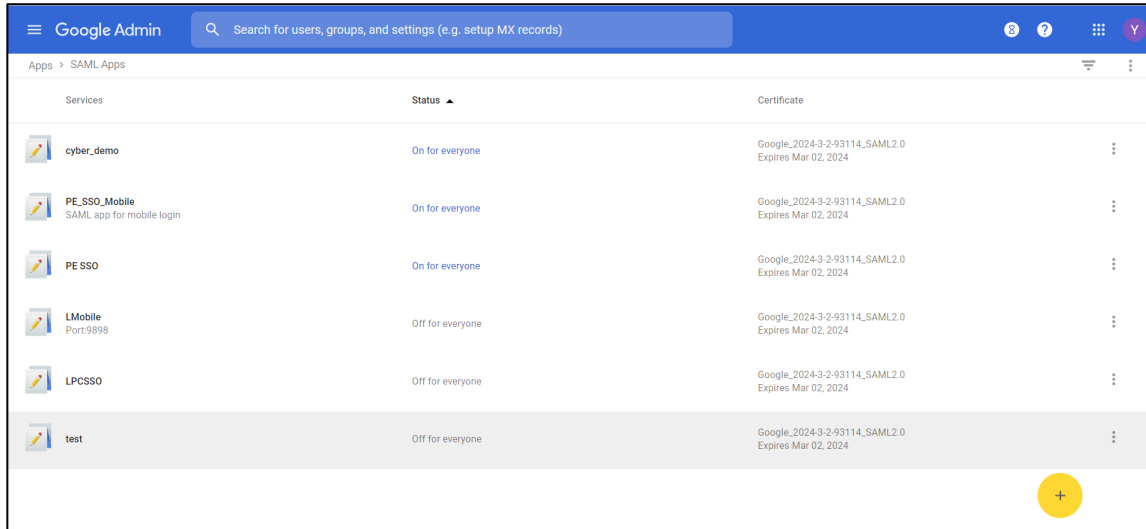 Google Admin
Search for users, groups, and settings (e.g. setup MX records)
?
Y
Apps > SAML Apps
Services Status Certificate
cyber_demo On for everyone Google_2024-3-2-93114_SAML2.0
Expires Mar 02, 2024
PE_SSO_Mobile On for everyone Google_2024-3-2-93114_SAML2.0
SAML app for mobile login Expires Mar 02, 2024
PE SSO On for everyone Google_2024-3-2-93114_SAML2.0
Expires Mar 02, 2024
LMobile Off for everyone Google_2024-3-2-93114_SAML2.0
Port:9898 Expires Mar 02, 2024
LPCSSO Off for everyone Google_2024-3-2-93114_SAML2.0
Expires Mar 02, 2024
test Off for everyone Google_2024-3-2-93114_SAML2.0
Expires Mar 02, 2024
+